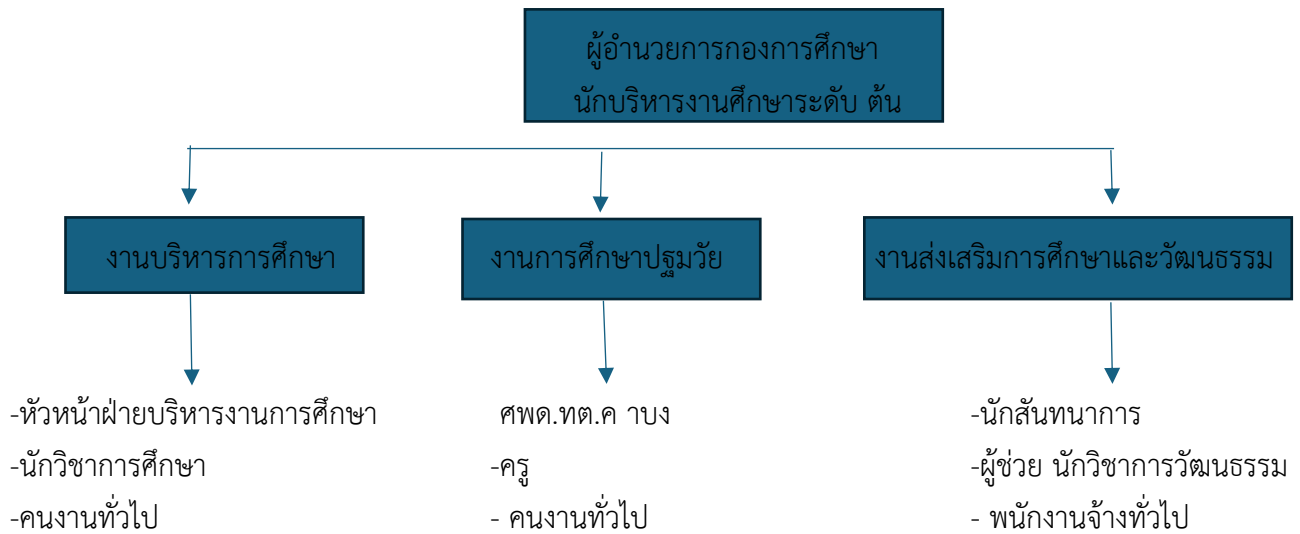 ผู้อำนวยการกองการศึกษา
นักบริหารงานศึกษาระดับ ต้น
งานบริหารการศึกษา
งานการศึกษาปฐมวัย
งานส่งเสริมการศึกษาและวัฒนธรรม
-หัวหน้าฝ่ายบริหารงานการศึกษา
-นักวิชาการศึกษา
-คนงานทั่วไป
ศพด.ทต.ค าบง
-ครู
- คนงานทั่วไป
-นักสันทนาการ
-ผู้ช่วย นักวิชาการวัฒนธรรม
- พนักงานจ้างทั่วไป